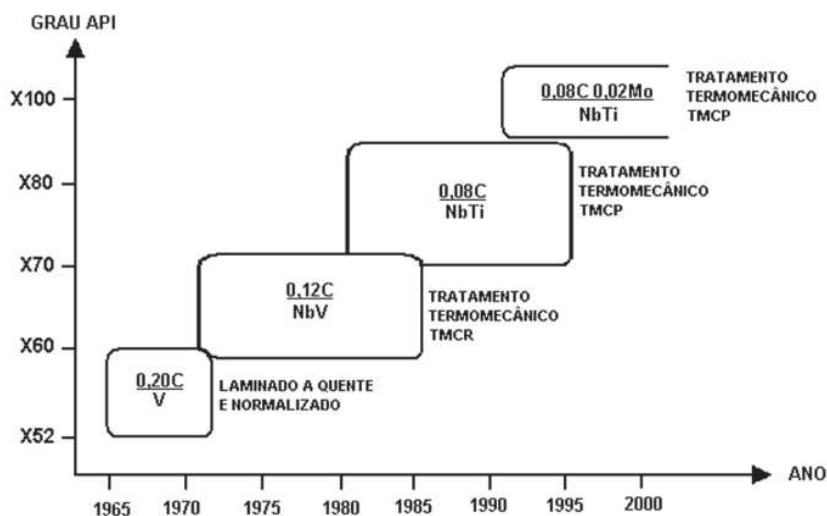 GRAU API
X100
0,08C 0,02Mo
NbTi
TRATAMENTO
TERMOMECÂNICO
TMCP
X80
0,08C
NbTi
TRATAMENTO
TERMOMECÂNICO
TMCP
X70
0,12C
NbV
TRATAMENTO
TERMOMECÂNICO
TMCR
X60
0,20C
V
LAMINADO A QUENTE
E NORMALIZADO
X52
ANO
1965 1970 1975 1980 1985 1990 1995 2000